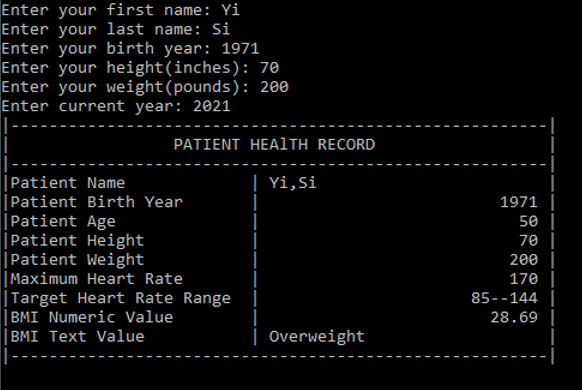 Enter your first name: Yi
Enter your last name: Si
Enter your birth year: 1971
Enter your height(inches): 70
Enter your weight(pounds): 200
Enter current year: 2021
|--------------------------------------------------------|
|                 PATIENT HEAlTH RECORD                  |
|--------------------------------------------------------|
|Patient Name             | Yi,Si                        |
|Patient Birth Year       |                         1971 |
|Patient Age              |                           50 |
|Patient Height           |                           70 |
|Patient Weight           |                          200 |
|Maximum Heart Rate       |                          170 |
|Target Heart Rate Range  |                      85--144 |
|BMI Numeric Value        |                        28.69 |
|BMI Text Value           | Overweight                   |
|--------------------------------------------------------|